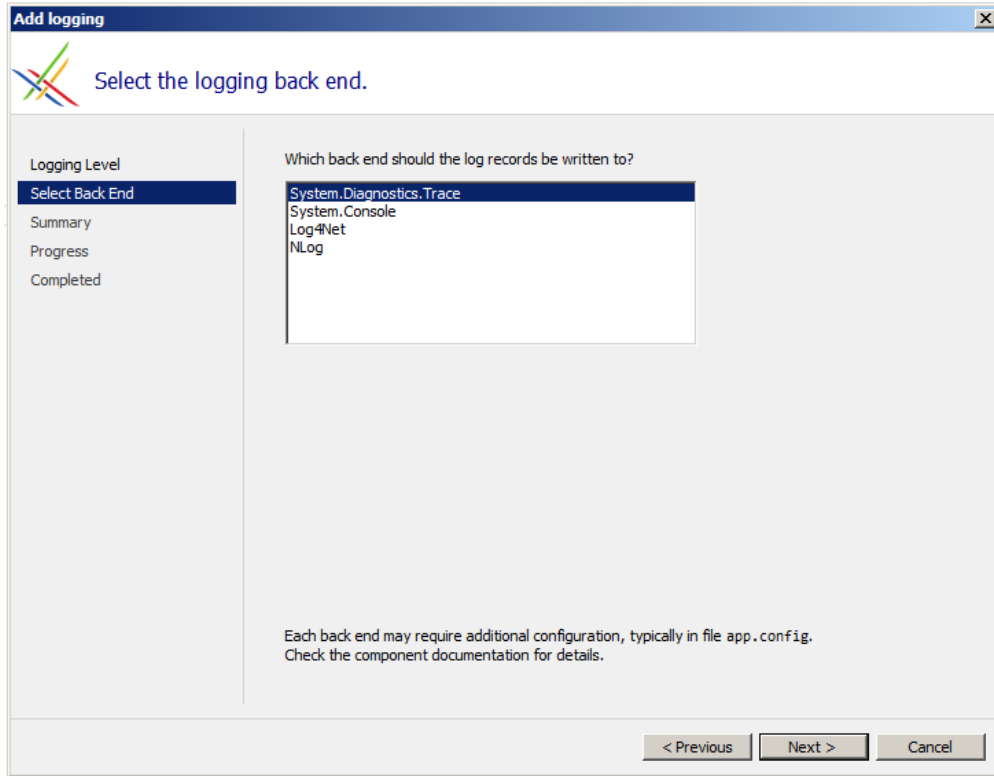 Add logging
Select the logging back end.
Logging Level
Select Back End
Summary
Progress
Completed
Which back end should the log records be written to?
System.Diagnostics.Trace
System.Console
Log4Net
NLog
Each back end may require additional configuration, typically in file app.config.
Check the component documentation for details.
< Previous
Next >
Cancel